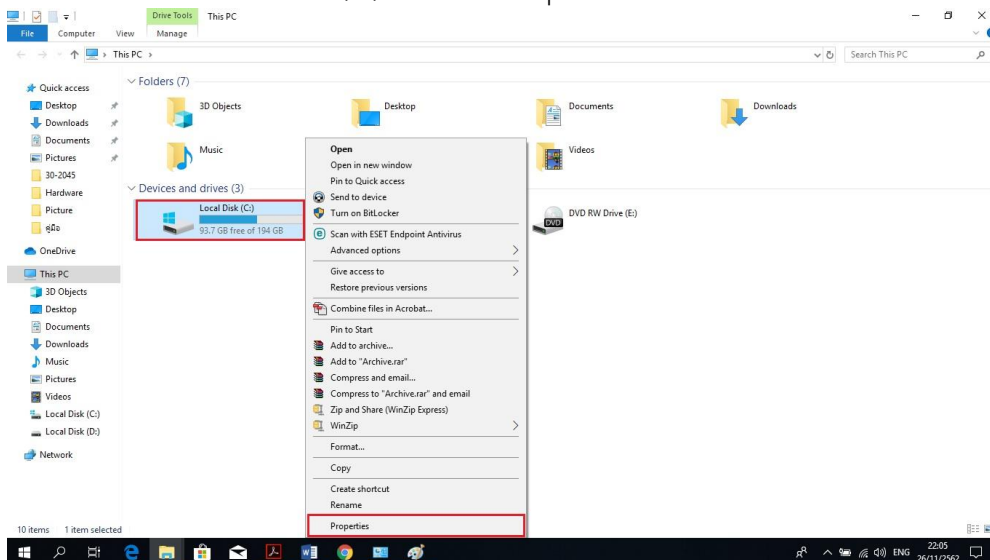 Drive Tools This PC
File Computer View Manage
This PC
Search This PC
Quick access
Desktop
Downloads
Documents
Pictures
30-2045
Hardware
Picture
คู่มือ
OneDrive
This PC
3D Objects
Desktop
Documents
Downloads
Music
Pictures
Videos
Local Disk (C:)
Local Disk (D:)
Network
Folders (7)
3D Objects
Desktop
Documents
Downloads
Music
Videos
Devices and drives (3)
Local Disk (C:)
93.7 GB free of 194 GB
DVD RW Drive (E:)
DVD
Open
Open in new window
Pin to Quick access
Send to device
Turn on BitLocker
Scan with ESET Endpoint Antivirus
Advanced options
Give access to
Restore previous versions
Combine files in Acrobat...
Pin to Start
Add to archive...
Add to "Archive.rar"
Compress and email...
Compress to "Archive.rar" and email
Zip and Share (WinZip Express)
WinZip
Format...
Copy
Create shortcut
Rename
Properties
10 items 1 item selected
ENG
22:05
26/11/2562